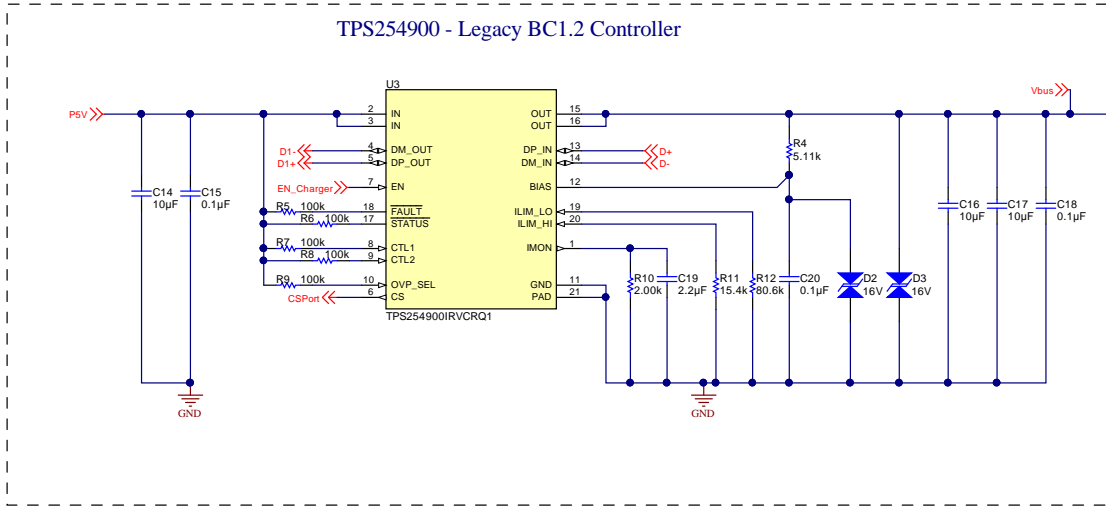 TPS254900 - Legacy BC1.2 Controller
U3
Vbus
P5V
2 IN OUT 15
3 IN OUT 16
D1- 4 DM_OUT DP_IN 13 D+
D1+ 5 DP_OUT DM_IN 14 D-
R4
5.11k
EN_Charger 7 EN BIAS 12
C14
10µF
C15
0.1µF
R5 100k 18 FAULT ILIM_LO 19
R6 100k 17 STATUS ILIM_HI 20
C16
10µF
C17
10µF
C18
0.1µF
R7 100k 8 CTL1 IMON 1
R8 100k 9 CTL2
R9 100k 10 OVP_SEL GND 11
CSPort 6 CS PAD 21
R10
2.00k
C19
2.2µF
R11
15.4k
R12
80.6k
C20
0.1µF
D2
16V
D3
16V
TPS254900IRVCRQ1
GND
GND